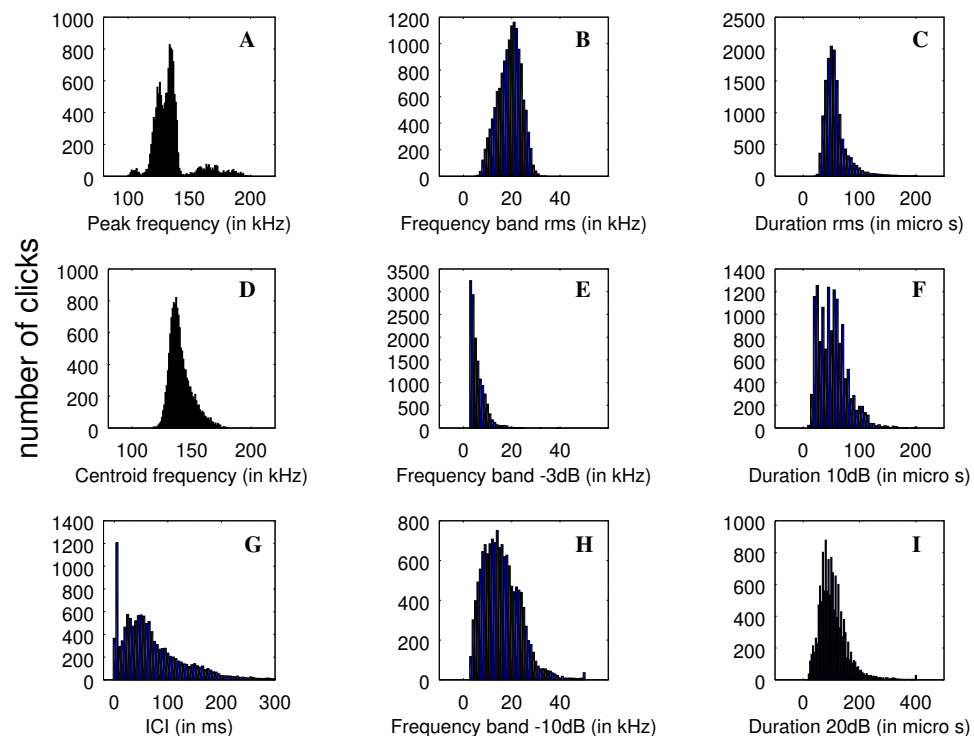 number of clicks
A
1000
800
600
400
200
0
100 150 200
Peak frequency (in kHz)
B
1200
1000
800
600
400
200
0
0 20 40
Frequency band rms (in kHz)
C
2500
2000
1500
1000
500
0
0 100 200
Duration rms (in micro s)
D
1000
800
600
400
200
0
100 150 200
Centroid frequency (in kHz)
E
3500
3000
2500
2000
1500
1000
500
0
0 20 40
Frequency band -3dB (in kHz)
F
1400
1200
1000
800
600
400
200
0
0 100 200
Duration 10dB (in micro s)
G
1400
1200
1000
800
600
400
200
0
0 100 200 300
ICI (in ms)
H
800
600
400
200
0
0 20 40
Frequency band -10dB (in kHz)
I
1000
800
600
400
200
0
0 200 400
Duration 20dB (in micro s)